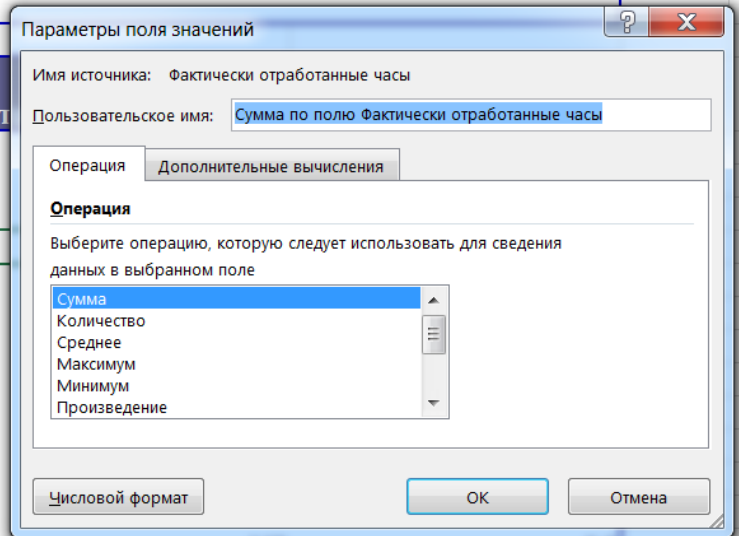 Параметры поля значений
Имя источника: Фактически отработанные часы
Пользовательское имя: Сумма по полю Фактически отработанные часы
Операция Дополнительные вычисления
Операция
Выберите операцию, которую следует использовать для сведения
данных в выбранном поле
Сумма
Количество
Среднее
Максимум
Минимум
Произведение
Числовой формат ОК Отмена